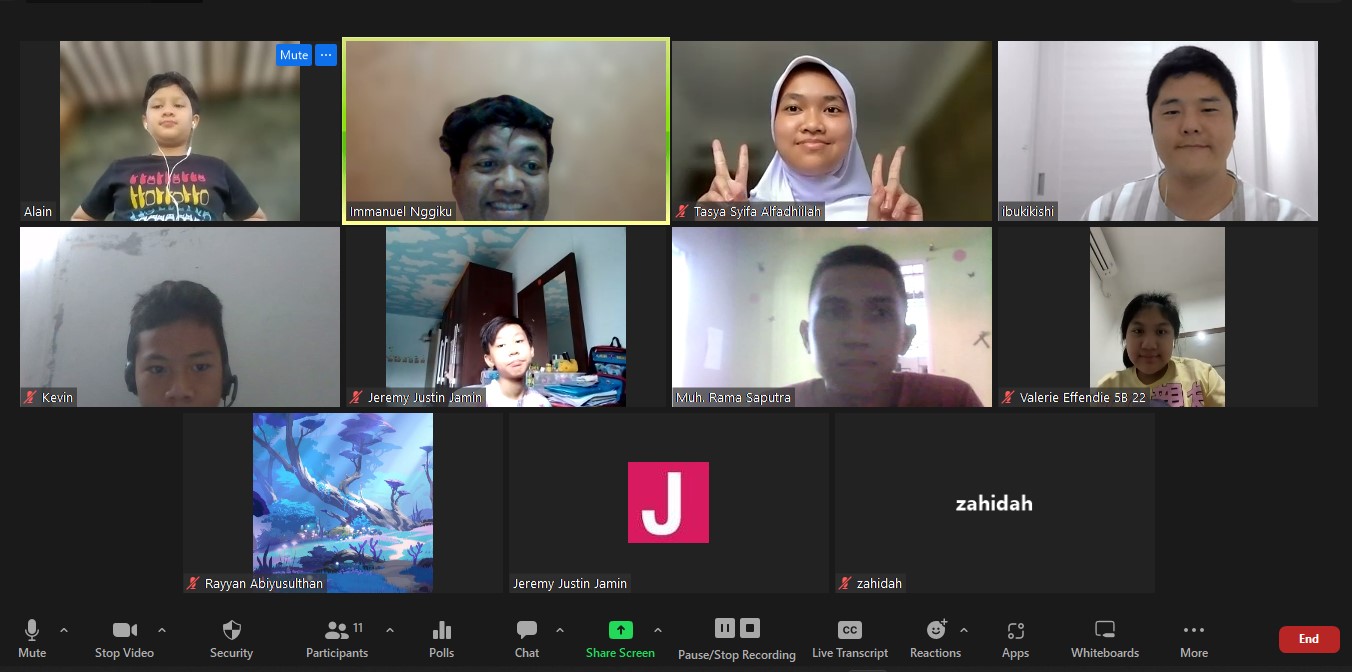 Mute ...
Alain
Immanuel Nggiku
Tasya Syifa Alfadhillah
ibukikishi
Kevin
Jeremy Justin Jamin
Muh. Rama Saputra
Valerie Effendie 5B 22
Rayyan Abiyusulthan
J
Jeremy Justin Jamin
zahidah
zahidah
Mute
Stop Video
Security
11
Participants
Polls
Chat
Share Screen
Pause/Stop Recording
CC
Live Transcript
Reactions
Apps
Whiteboards
More
End